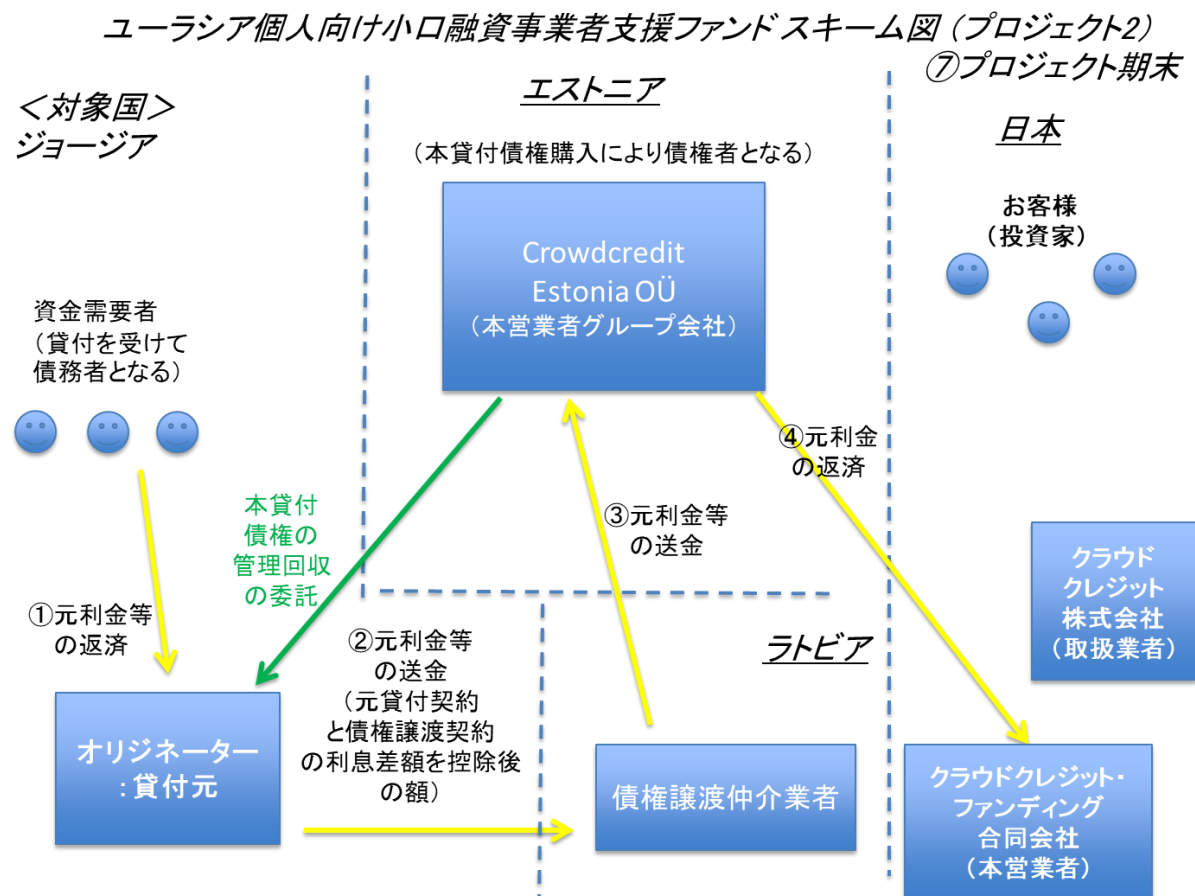 ユーラシア個人向け小口融資事業者支援ファンド スキーム図 (プロジェクト2)
⑦プロジェクト期末
＜対象国＞
ジョージア
エストニア
日本
（本貸付債権購入により債権者となる）
Crowdcredit
Estonia OÜ
（本営業者グループ会社）
お客様
（投資家）
資金需要者
（貸付を受けて
債務者となる）
①元利金等
の返済
本貸付
債権の
管理回収
の委託
②元利金等
の送金
（元貸付契約
と債権譲渡契約
の利息差額を控除後
の額）
③元利金等
の送金
④元利金
の返済
ラトビア
オリジネーター
：貸付元
債権譲渡仲介業者
クラウド
クレジット
株式会社
（取扱業者）
クラウドクレジット・
ファンディング
合同会社
（本営業者）